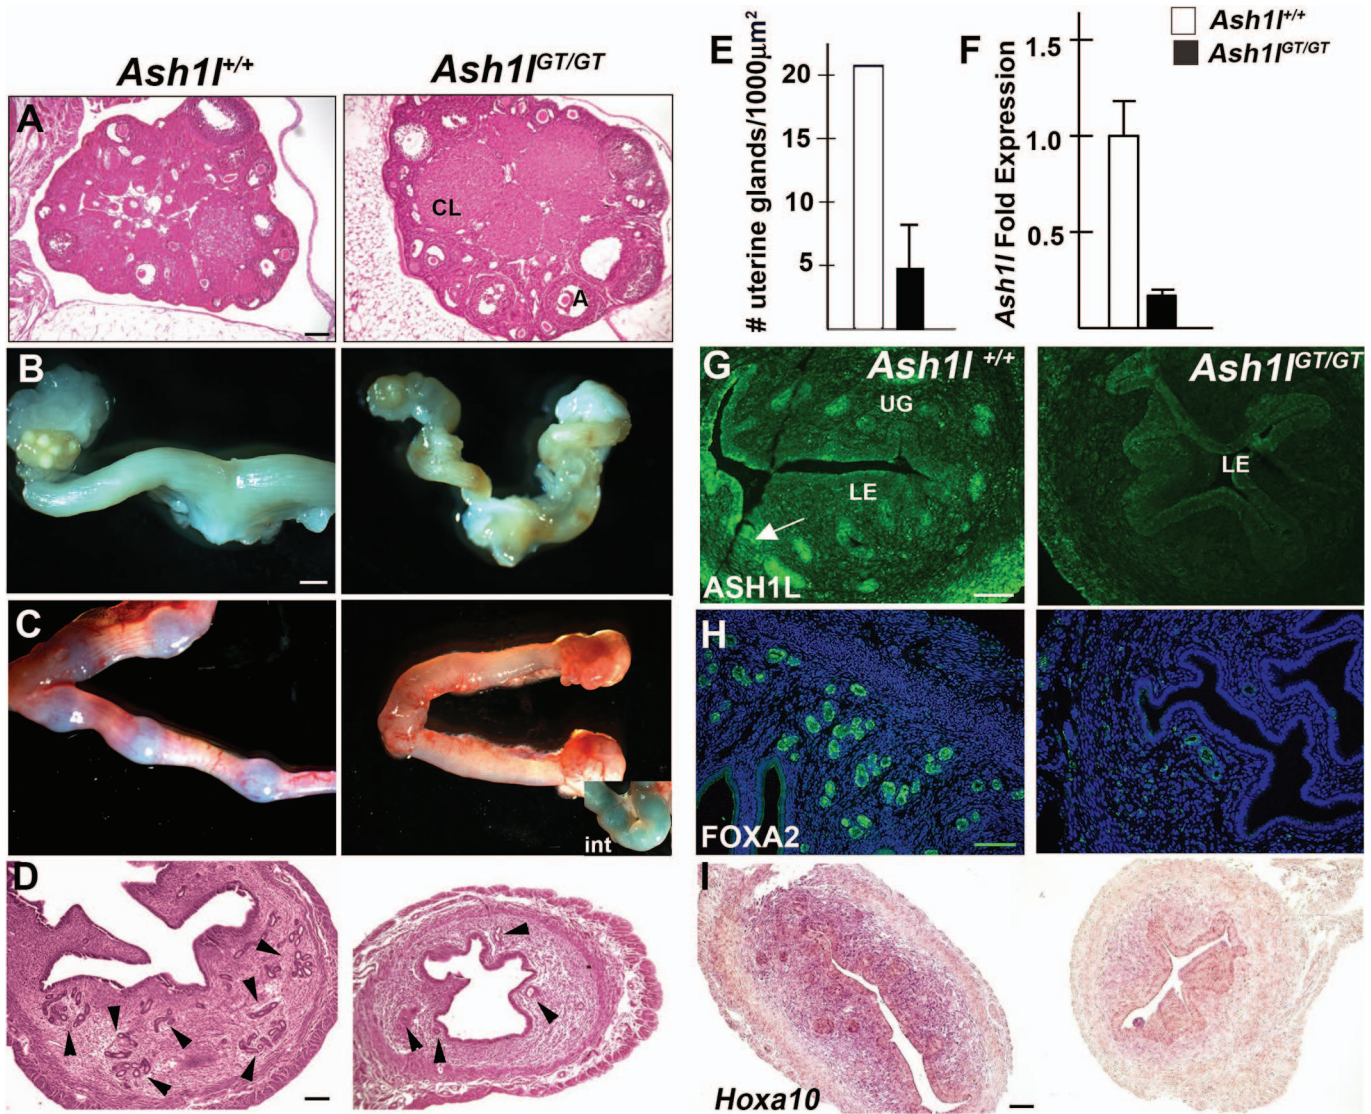 Ash1l+/+
Ash1lGT/GT
A
CL
A
B
C
int
D
E
# uterine glands/1000μm2
20
15
10
5
F
Ash1l Fold Expression
1.5
1.0
0.5
Ash1l+/+
Ash1lGT/GT
G
Ash1l +/+
UG
LE
ASH1L
Ash1lGT/GT
LE
H
FOXA2
I
Hoxa10